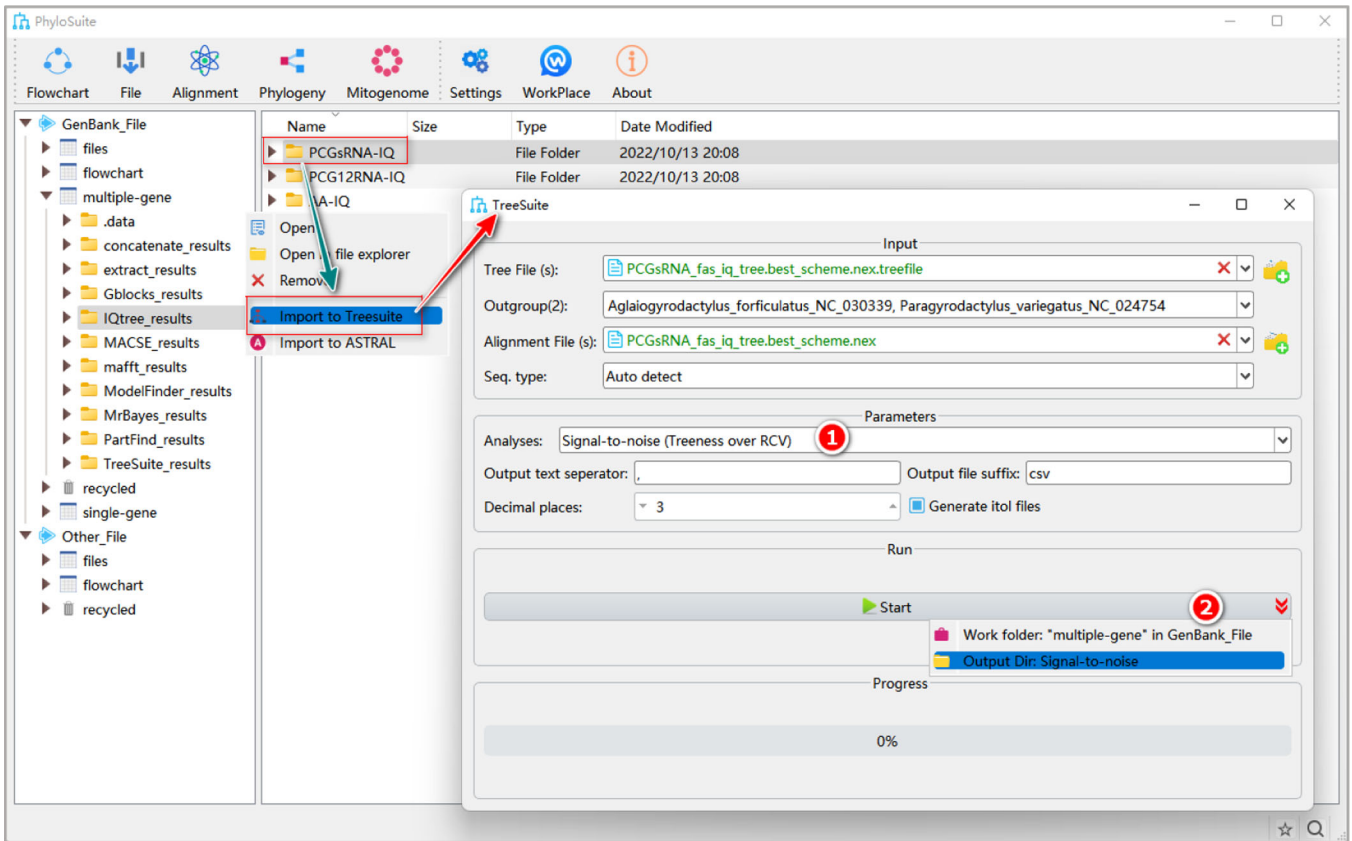 PhyloSuite
Flowchart File Alignment Phylogeny Mitogenome Settings WorkPlace About
GenBank_File
files
flowchart
multiple-gene
.data
concatenate_results
extract_results
Gblocks_results
IQtree_results
MACSE_results
mafft_results
ModelFinder_results
MrBayes_results
PartFind_results
TreeSuite_results
recycled
single-gene
Other_File
files
flowchart
recycled
Name Size Type Date Modified
PCGsRNA-IQ File Folder 2022/10/13 20:08
PCG12RNA-IQ File Folder 2022/10/13 20:08
AA-IQ
Open
Open in file explorer
Remove
Import to Treesuite
A Import to ASTRAL
TreeSuite
Input
Tree File (s): PCGsRNA_fas_iq_tree.best_scheme.nex.treefile
Outgroup(2): Aglaiogyrodactylus_forficulatus_NC_030339, Paragyrodactylus_variegatus_NC_024754
Alignment File (s): PCGsRNA_fas_iq_tree.best_scheme.nex
Seq. type: Auto detect
Parameters
Analyses: Signal-to-noise (Treeness over RCV) 1
Output text seperator: , Output file suffix: csv
Decimal places: 3 Generate itol files
Run
Start 2
Work folder: "multiple-gene" in GenBank_File
Output Dir: Signal-to-noise
Progress
0%